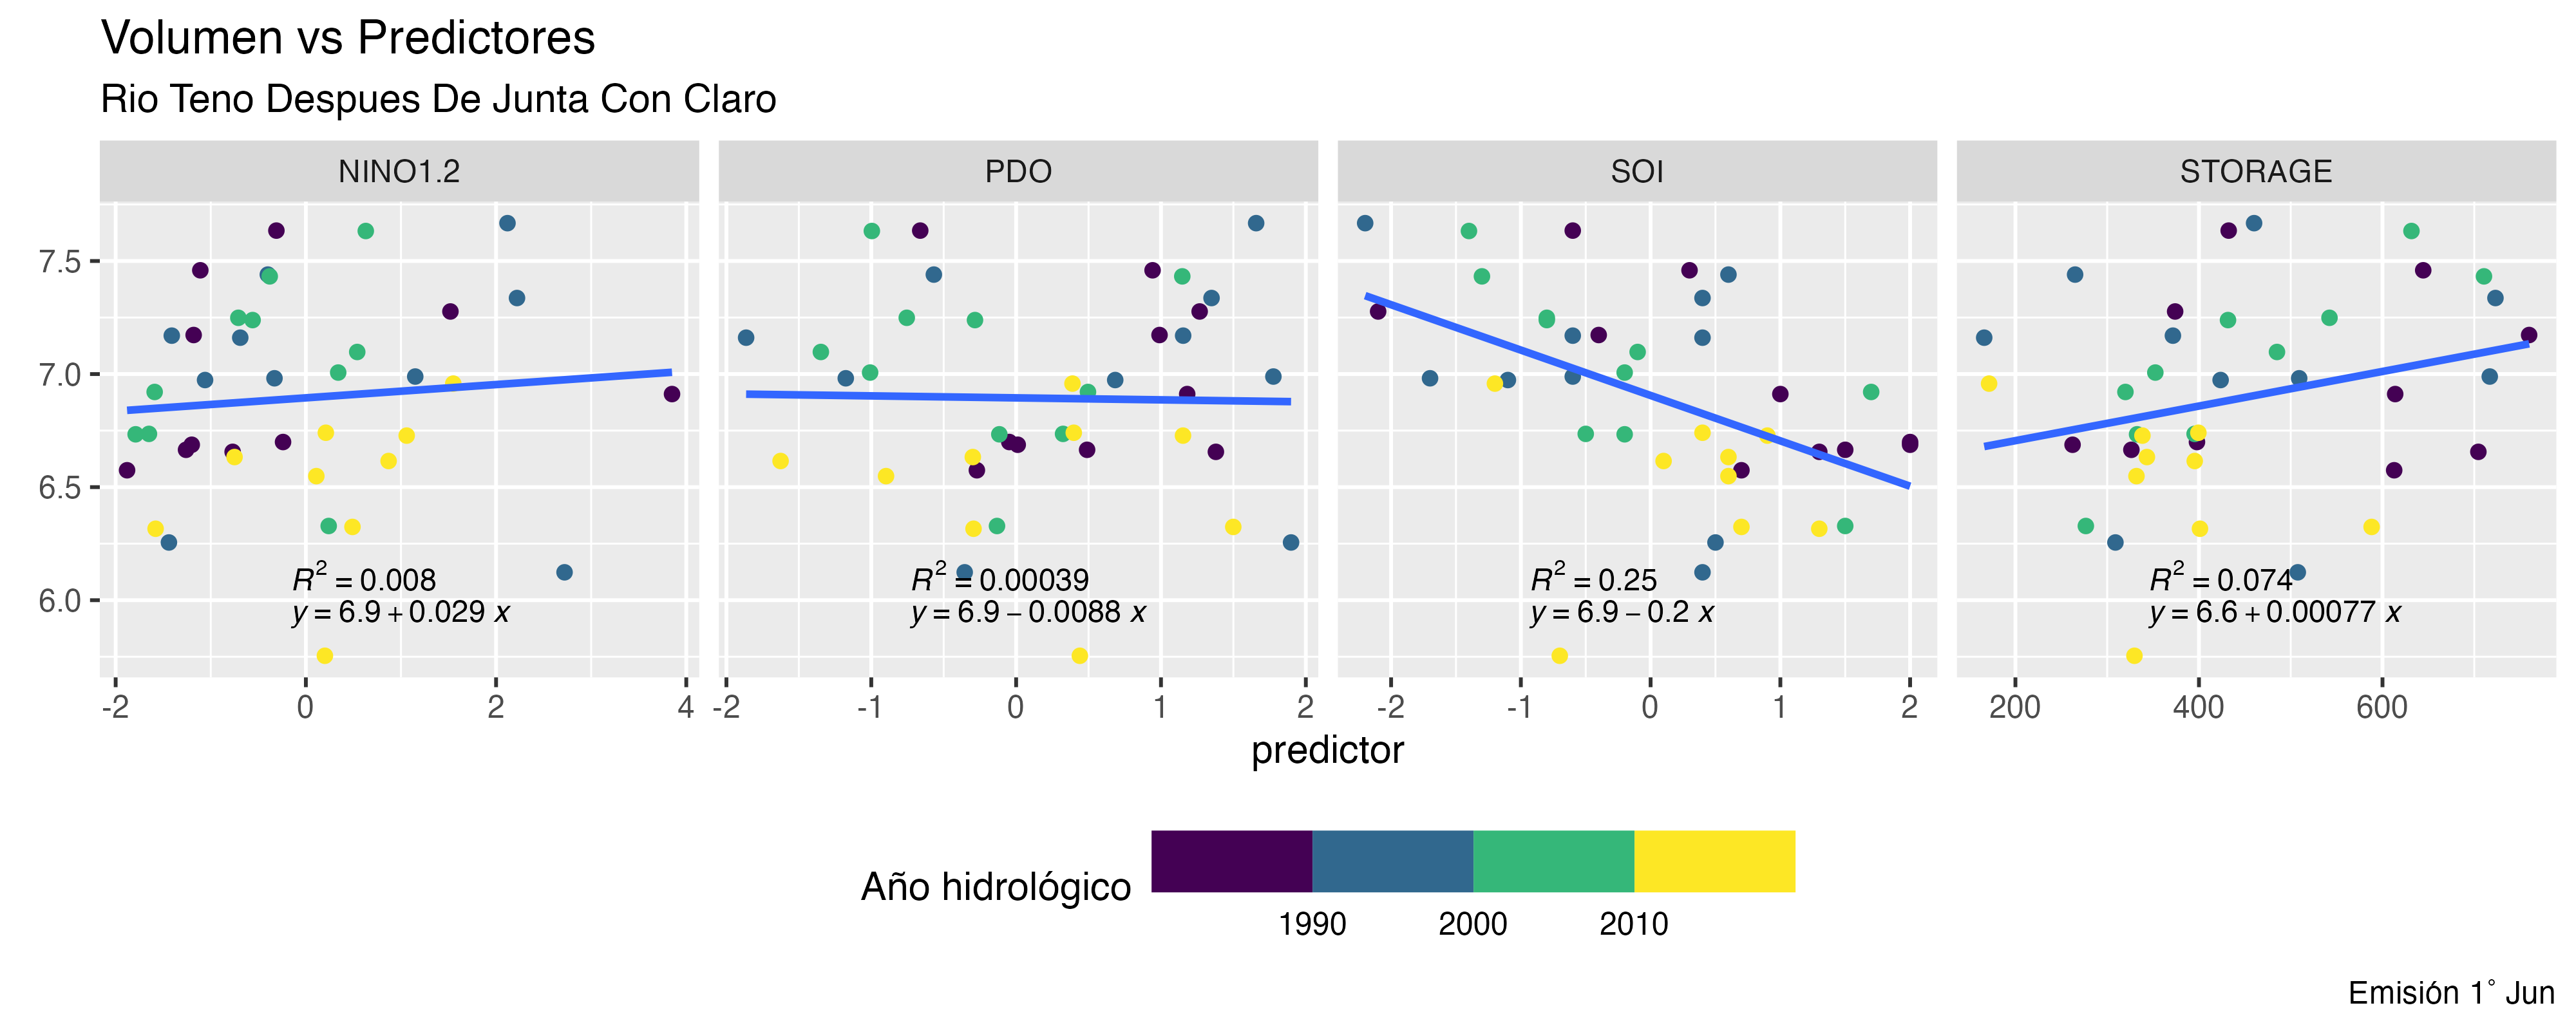 Volumen vs Predictores
Rio Teno Despues De Junta Con Claro
NINO1.2 PDO SOI STORAGE
7.5
7.0
6.5
6.0
R² = 0.008
y = 6.9 + 0.029 x
R² = 0.00039
y = 6.9 − 0.0088 x
R² = 0.25
y = 6.9 − 0.2 x
R² = 0.074
y = 6.6 + 0.00077 x
-2 0 2 4 -2 -1 0 1 2 -2 -1 0 1 2 200 400 600
predictor
Año hidrológico
1990 2000 2010
Emisión 1° Jun